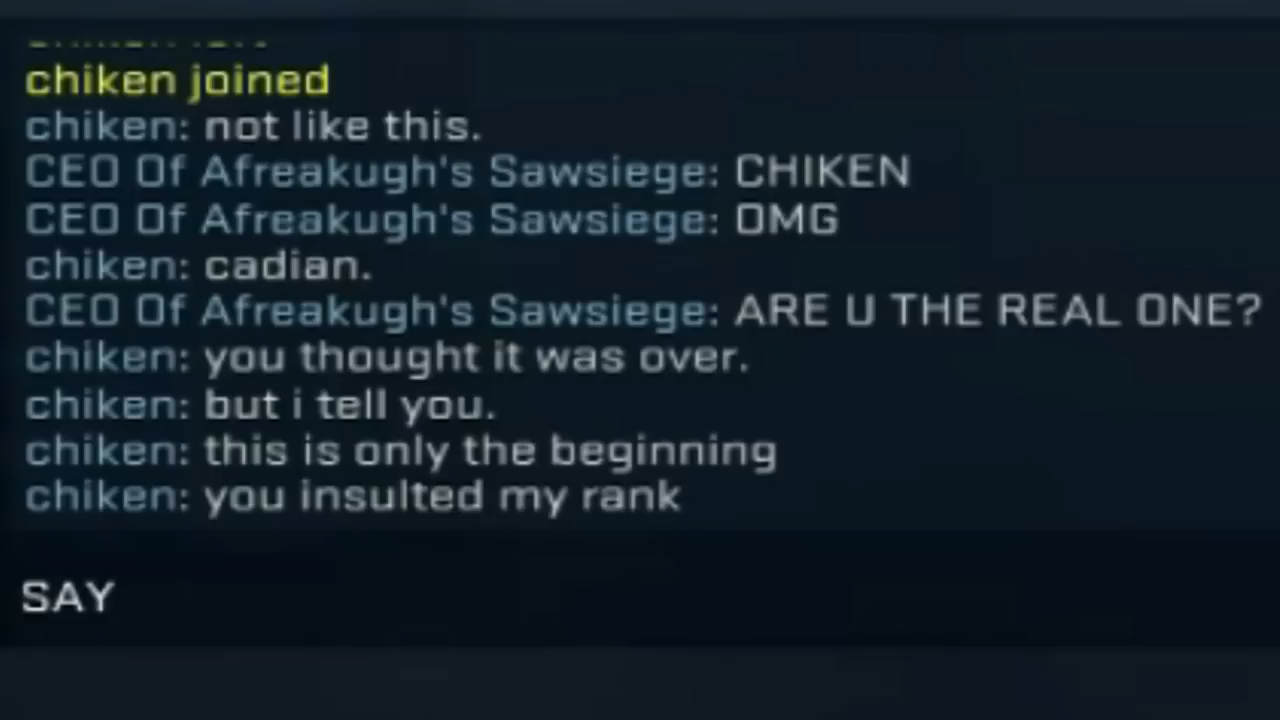 chiken joined
chiken: not like this.
CEO Of Afreakugh's Sawsiege: CHIKEN
CEO Of Afreakugh's Sawsiege: OMG
chiken: cadian.
CEO Of Afreakugh's Sawsiege: ARE U THE REAL ONE?
chiken: you thought it was over.
chiken: but i tell you.
chiken: this is only the beginning
chiken: you insulted my rank
SAY